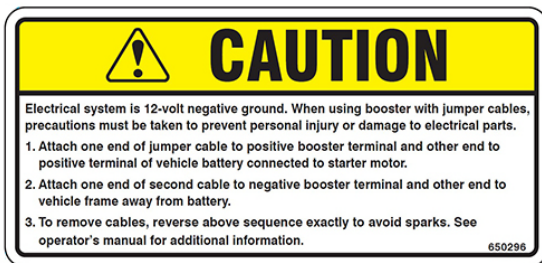 CAUTION
Electrical system is 12-volt negative ground. When using booster with jumper cables,
precautions must be taken to prevent personal injury or damage to electrical parts.
1. Attach one end of jumper cable to positive booster terminal and other end to
positive terminal of vehicle battery connected to starter motor.
2. Attach one end of second cable to negative booster terminal and other end to
vehicle frame away from battery.
3. To remove cables, reverse above sequence exactly to avoid sparks. See
operator's manual for additional information.
650296